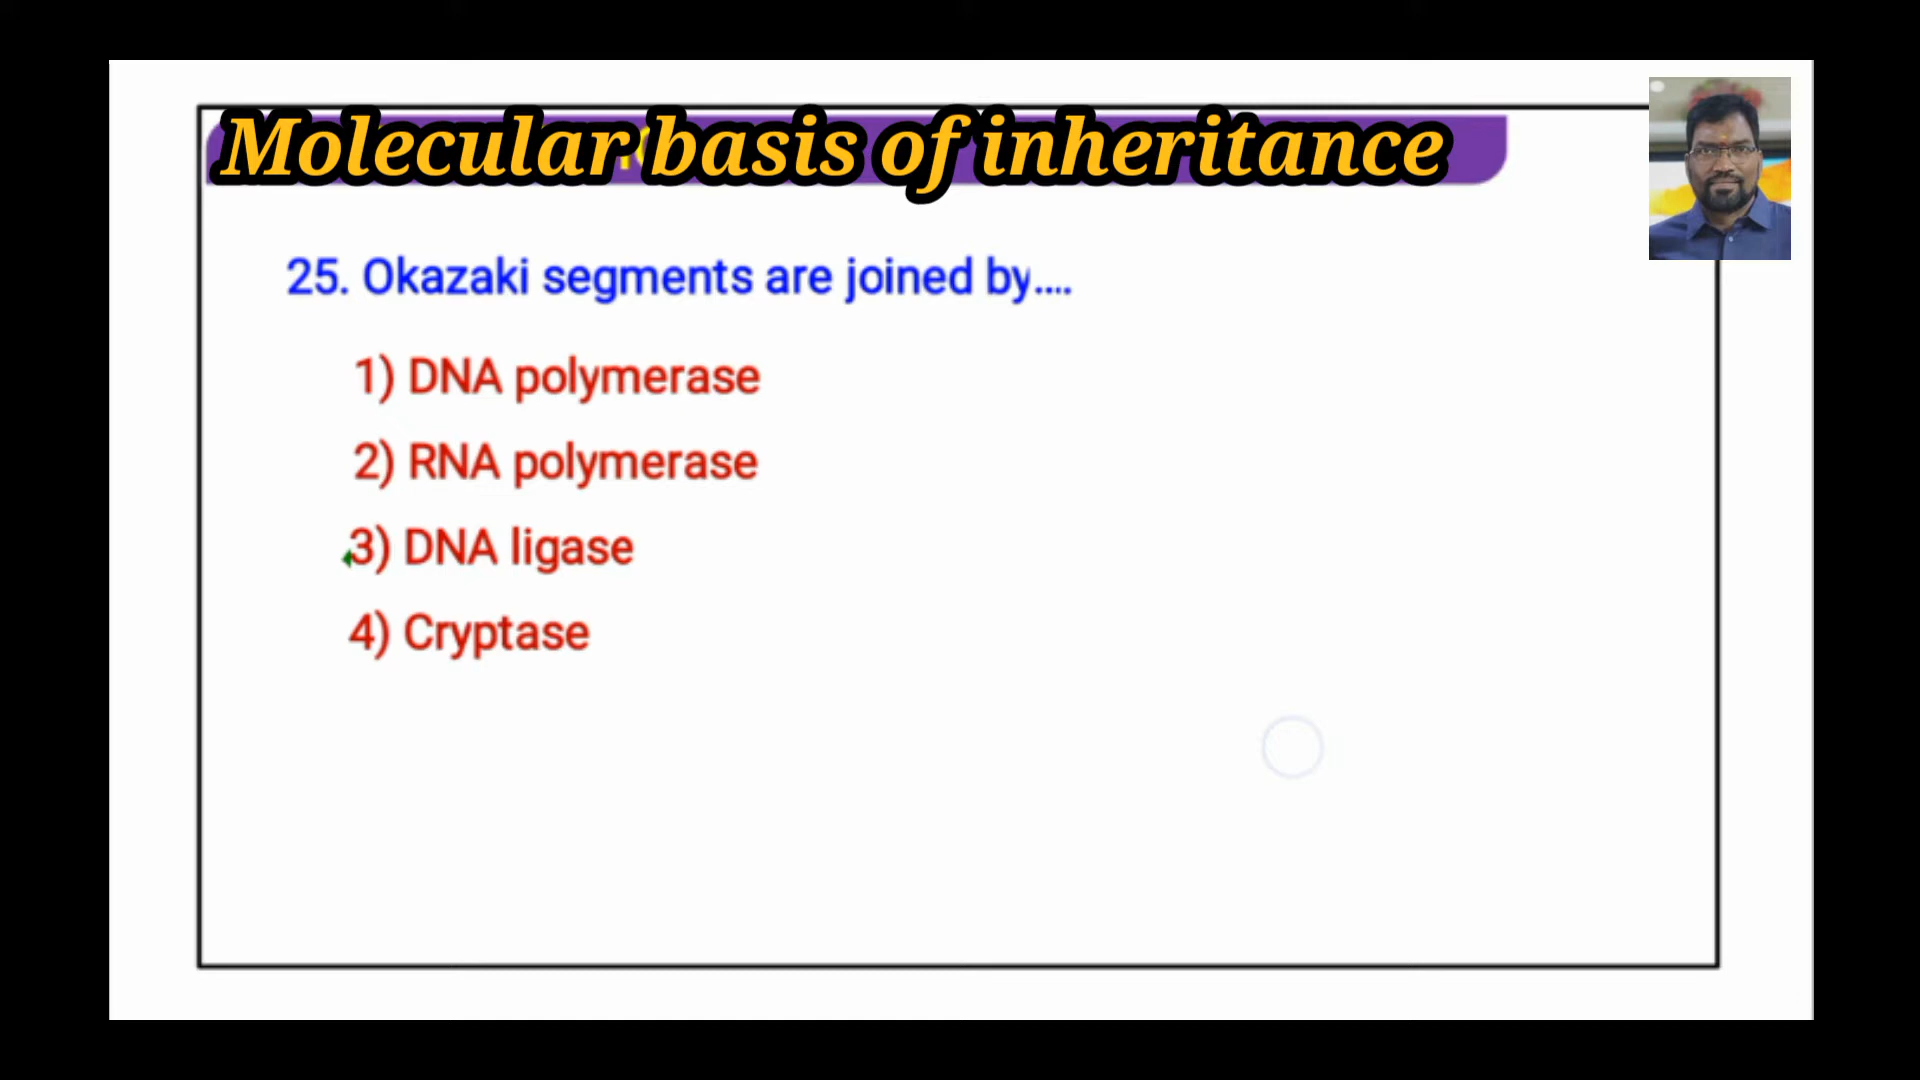 Molecular basis of inheritance
25. Okazaki segments are joined by....
1) DNA polymerase
2) RNA polymerase
3) DNA ligase
4) Cryptase